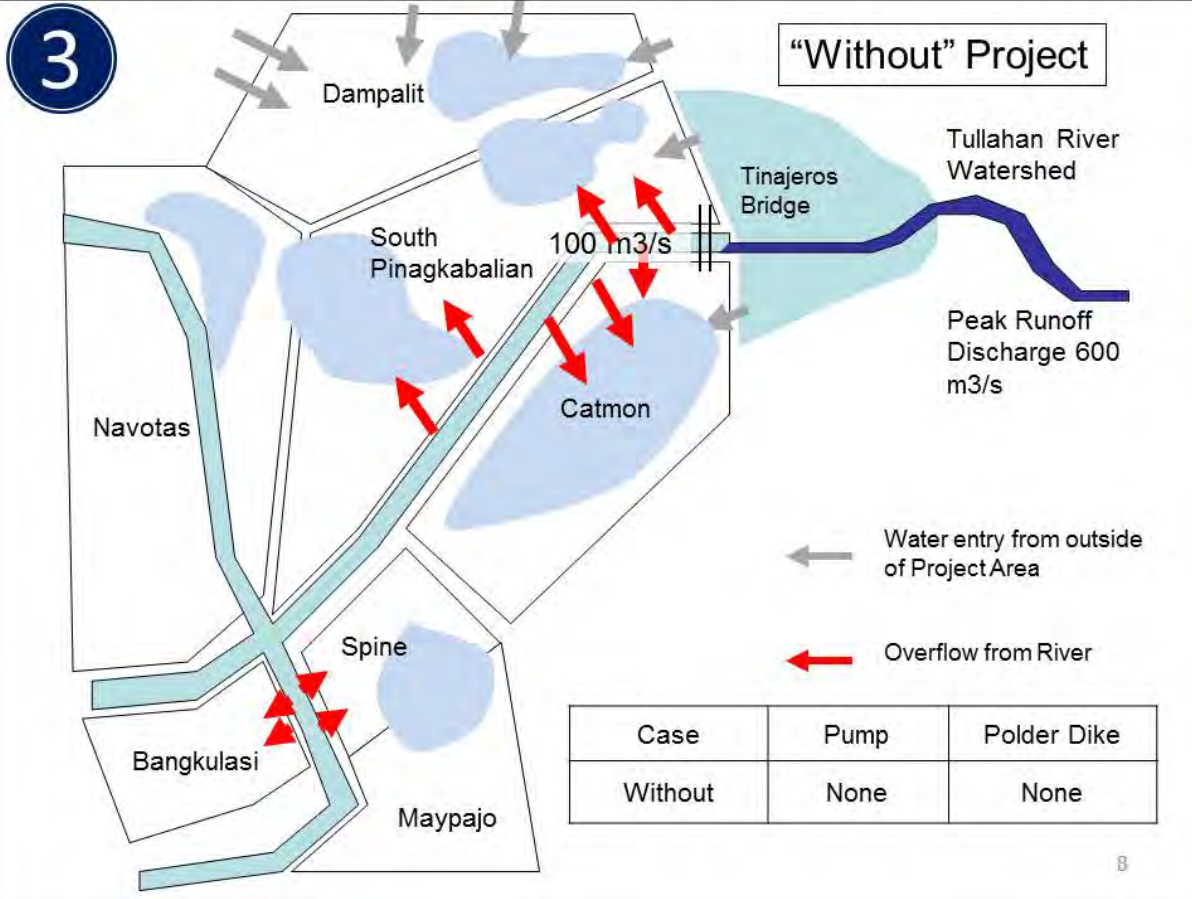 3
“Without” Project
Dampalit
Tullahan River
Watershed
Tinajeros
Bridge
South
Pinagkabalian
100 m3/s
Peak Runoff
Discharge 600
m3/s
Catmon
Navotas
Water entry from outside
of Project Area
Spine
Overflow from River
Case Pump Polder Dike
Without None None
Bangkulasi
Maypajo
8